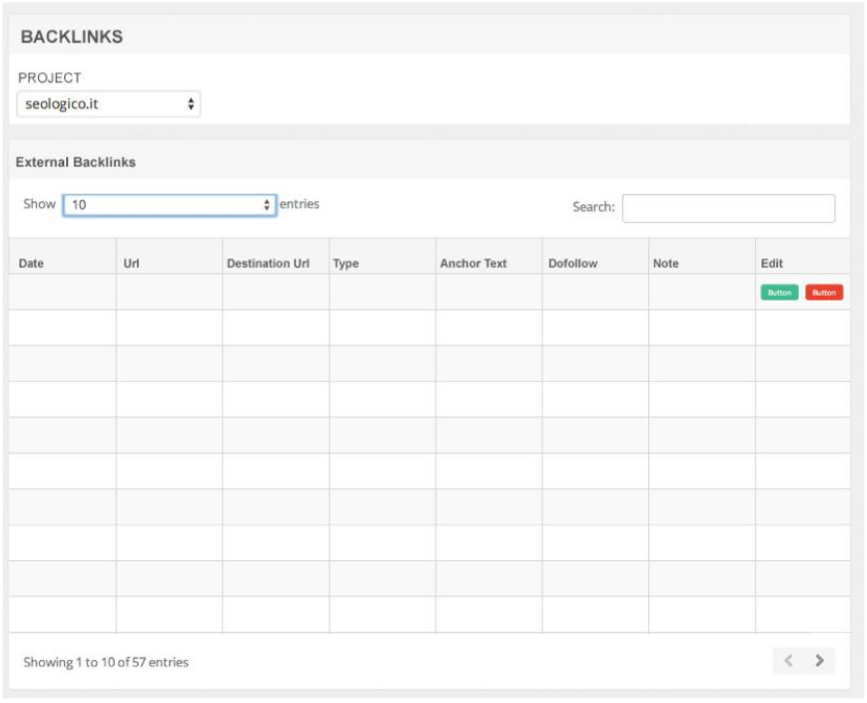 BACKLINKS
PROJECT
seologico.it
External Backlinks
Show 10 entries Search:
Date Url Destination Url Type Anchor Text Dofollow Note Edit
Button Button
Showing 1 to 10 of 57 entries